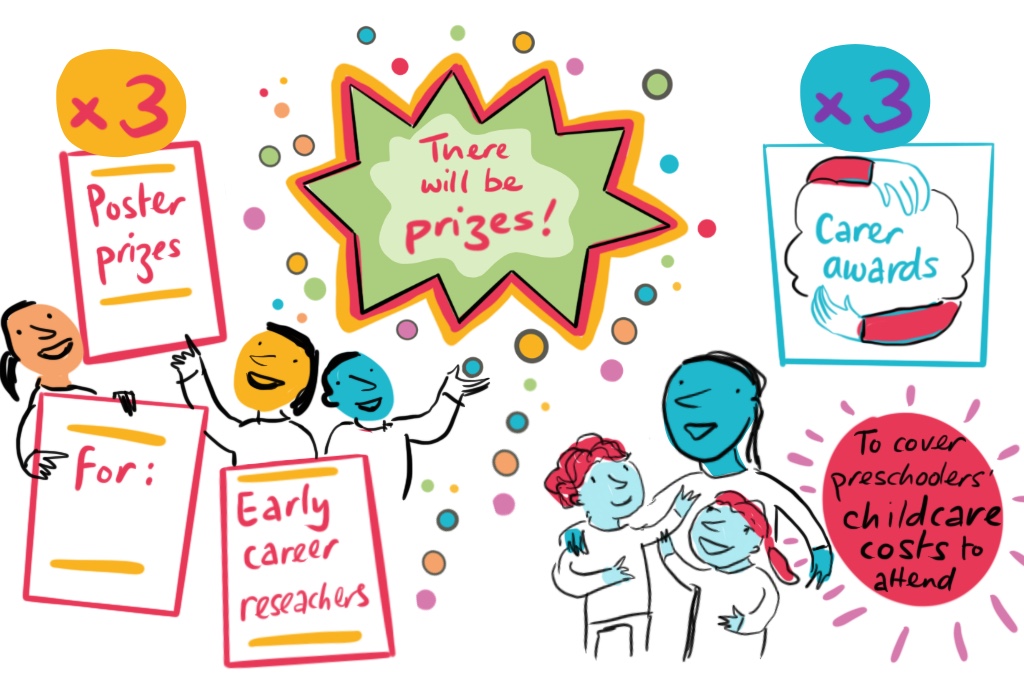 x 3
Poster
prizes
For:
Early
career
reseachers
There
will be
prizes!
x 3
Carer
awards
To cover
preschoolers'
childcare
costs to
attend